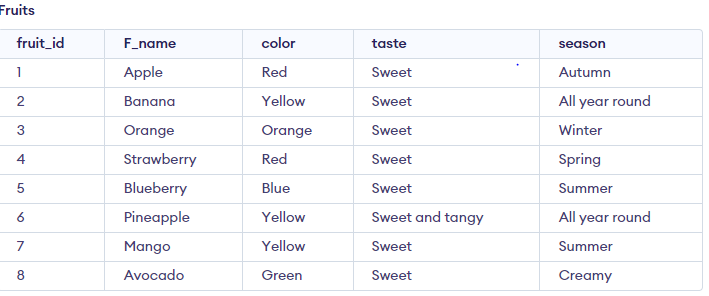 Fruits
fruit_id F_name color taste season
1 Apple Red Sweet Autumn
2 Banana Yellow Sweet All year round
3 Orange Orange Sweet Winter
4 Strawberry Red Sweet Spring
5 Blueberry Blue Sweet Summer
6 Pineapple Yellow Sweet and tangy All year round
7 Mango Yellow Sweet Summer
8 Avocado Green Sweet Creamy